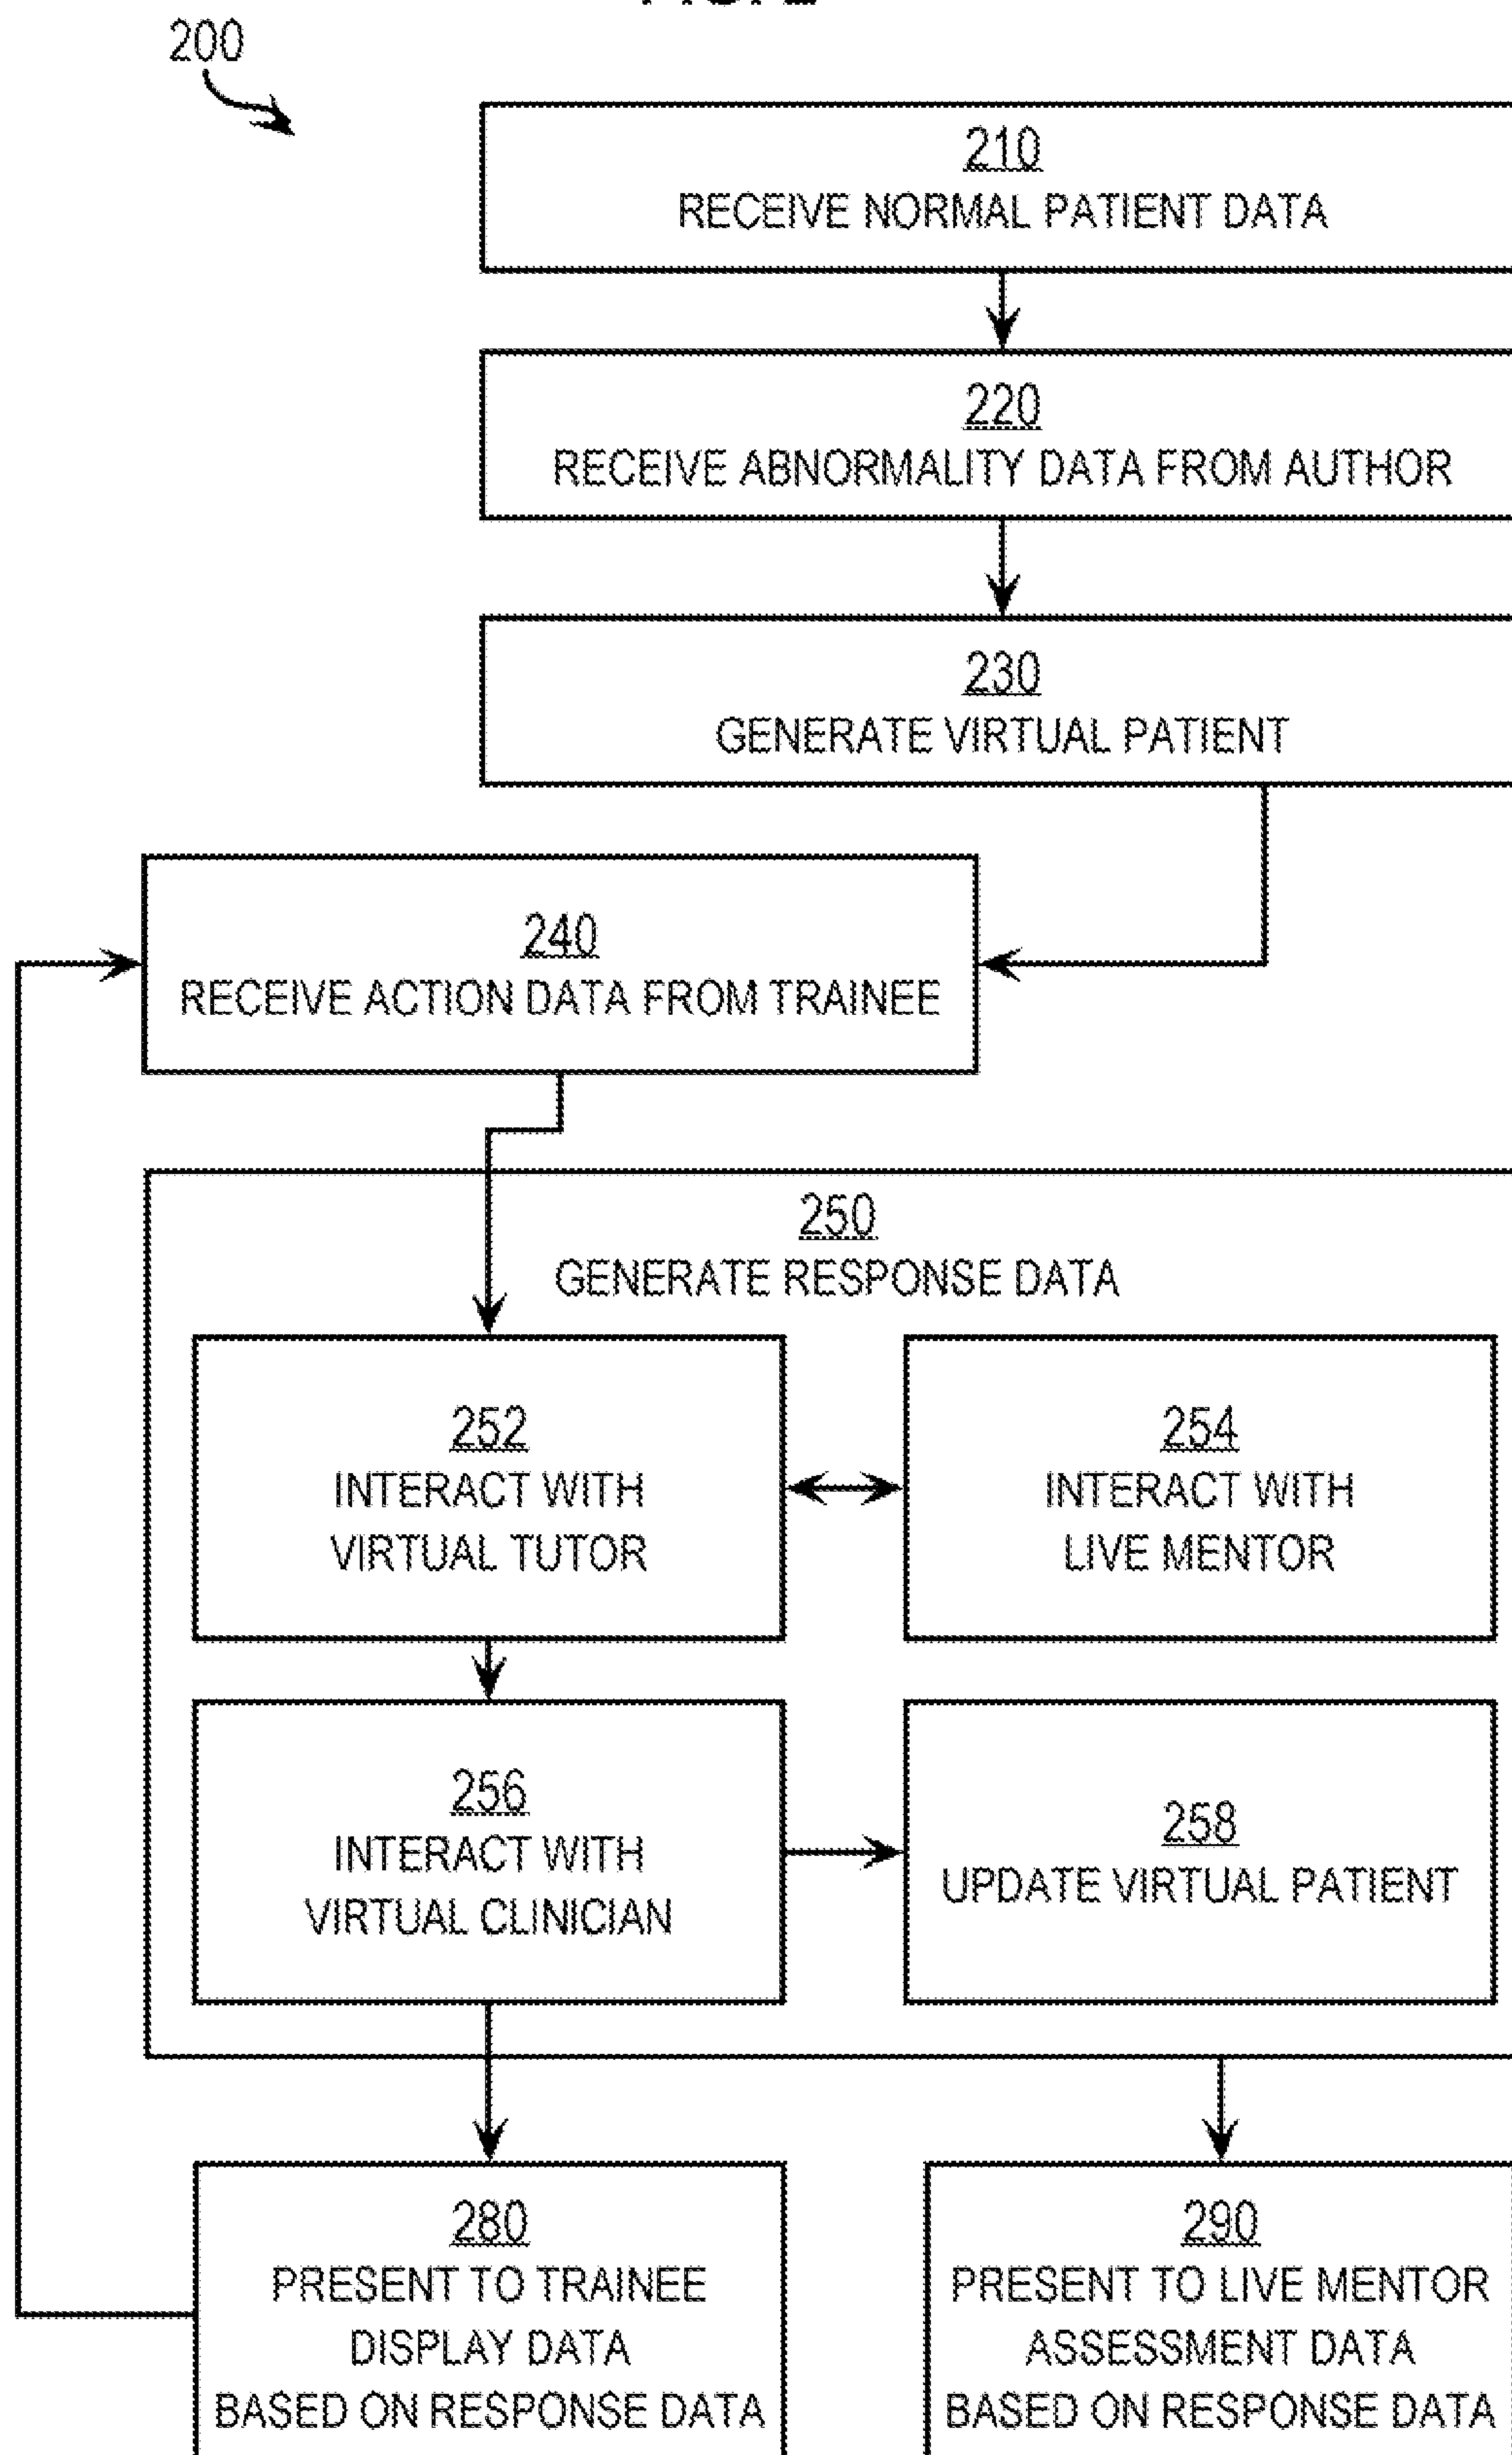 200
210
RECEIVE NORMAL PATIENT DATA
220
RECEIVE ABNORMALITY DATA FROM AUTHOR
230
GENERATE VIRTUAL PATIENT
240
RECEIVE ACTION DATA FROM TRAINEE
250
GENERATE RESPONSE DATA
252
INTERACT WITH
VIRTUAL TUTOR
254
INTERACT WITH
LIVE MENTOR
256
INTERACT WITH
VIRTUAL CLINICIAN
258
UPDATE VIRTUAL PATIENT
280
PRESENT TO TRAINEE
DISPLAY DATA
BASED ON RESPONSE DATA
290
PRESENT TO LIVE MENTOR
ASSESSMENT DATA
BASED ON RESPONSE DATA